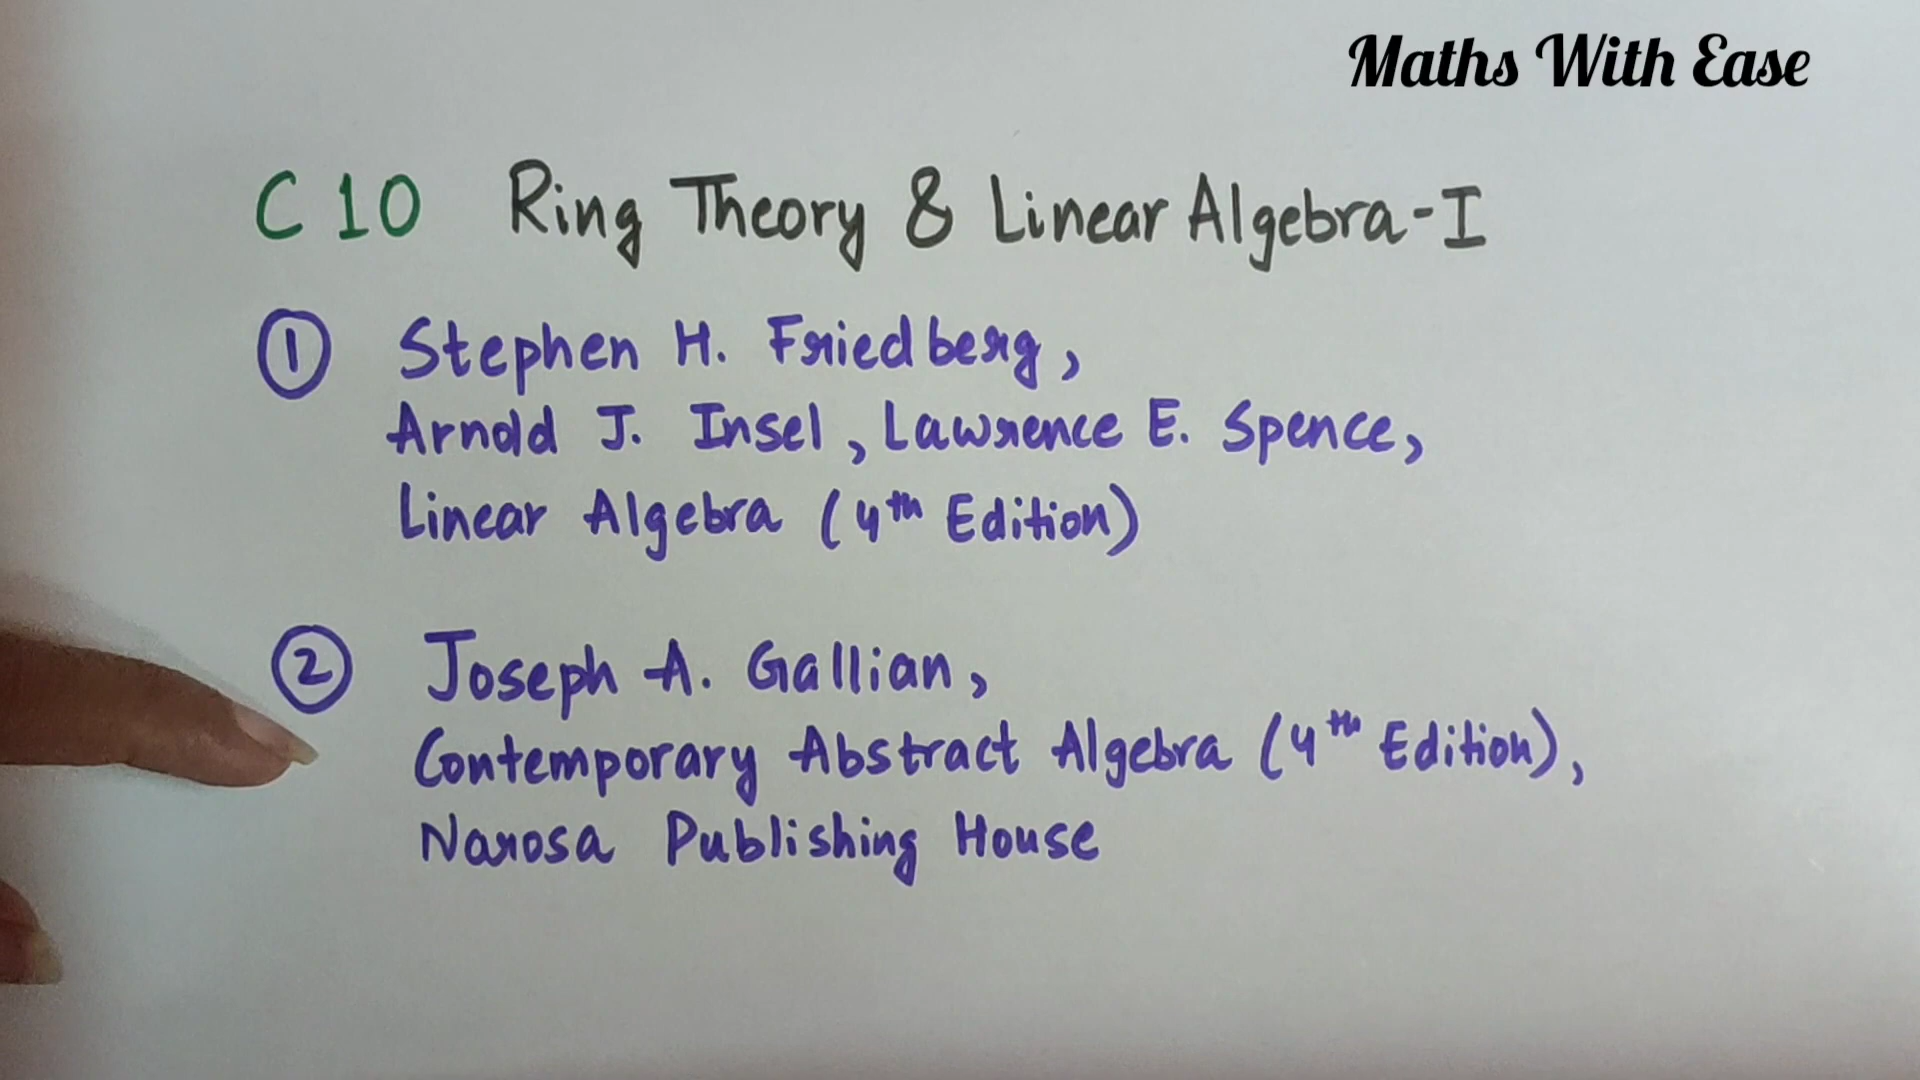 Maths With Ease
C 10 Ring Theory & Linear Algebra-I
① Stephen H. Friedberg,
Arnold J. Insel, Lawrence E. Spence,
Linear Algebra (4th Edition)
② Joseph A. Gallian,
Contemporary Abstract Algebra (4th Edition),
Narosa Publishing House